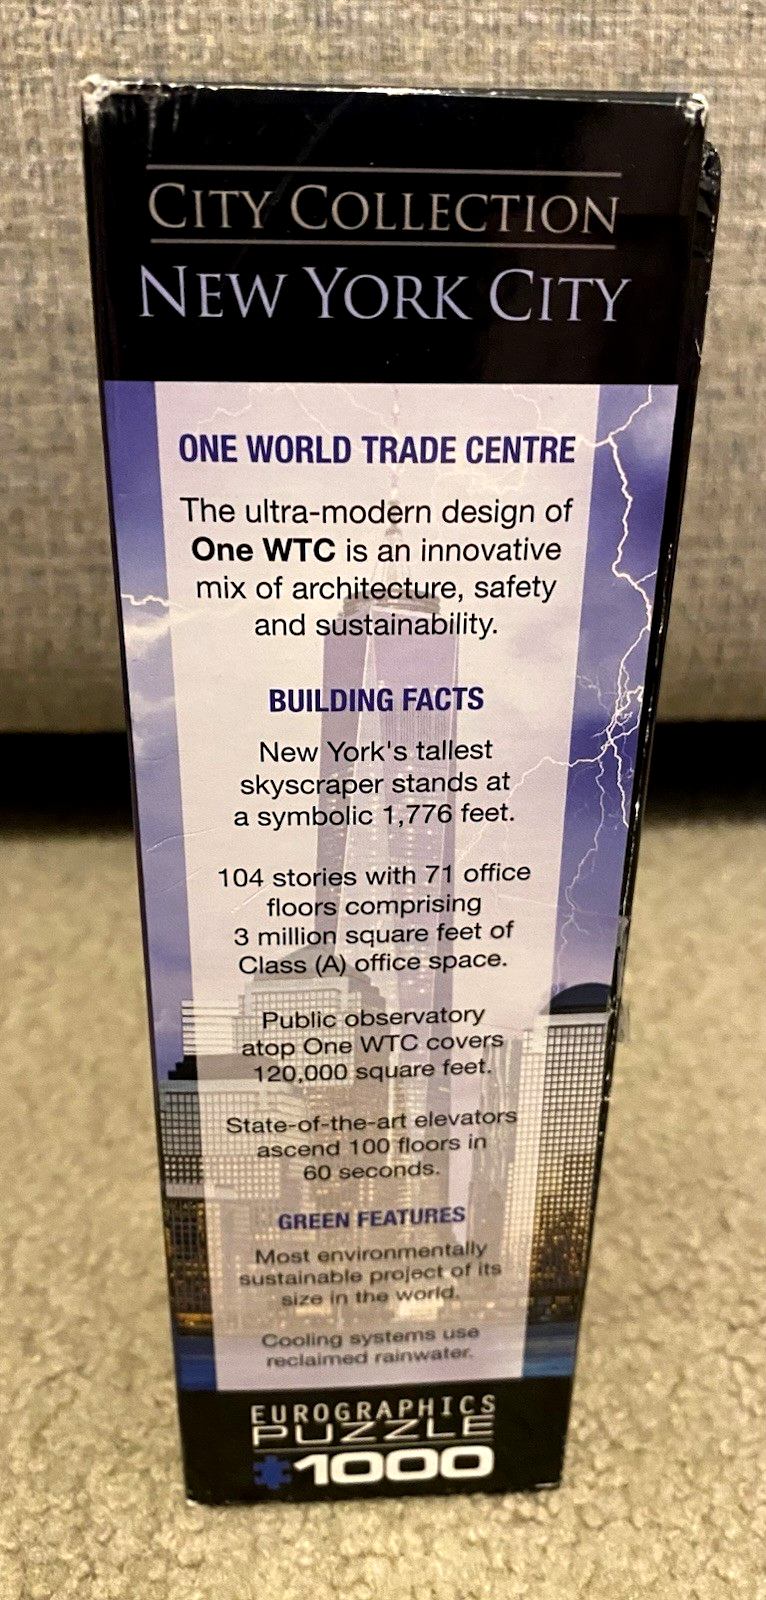 CITY COLLECTION
NEW YORK CITY
ONE WORLD TRADE CENTRE
The ultra-modern design of
One WTC is an innovative
mix of architecture, safety
and sustainability.
BUILDING FACTS
New York's tallest
skyscraper stands at
a symbolic 1,776 feet.
104 stories with 71 office
floors comprising
3 million square feet of
Class (A) office space.
Public observatory
atop One WTC covers
120,000 square feet.
State-of-the-art elevators
ascend 100 floors in
60 seconds.
GREEN FEATURES
Most environmentally
sustainable project of its
size in the world.
Cooling systems use
reclaimed rainwater.
EUROGRAPHICS
PUZZLE
1000